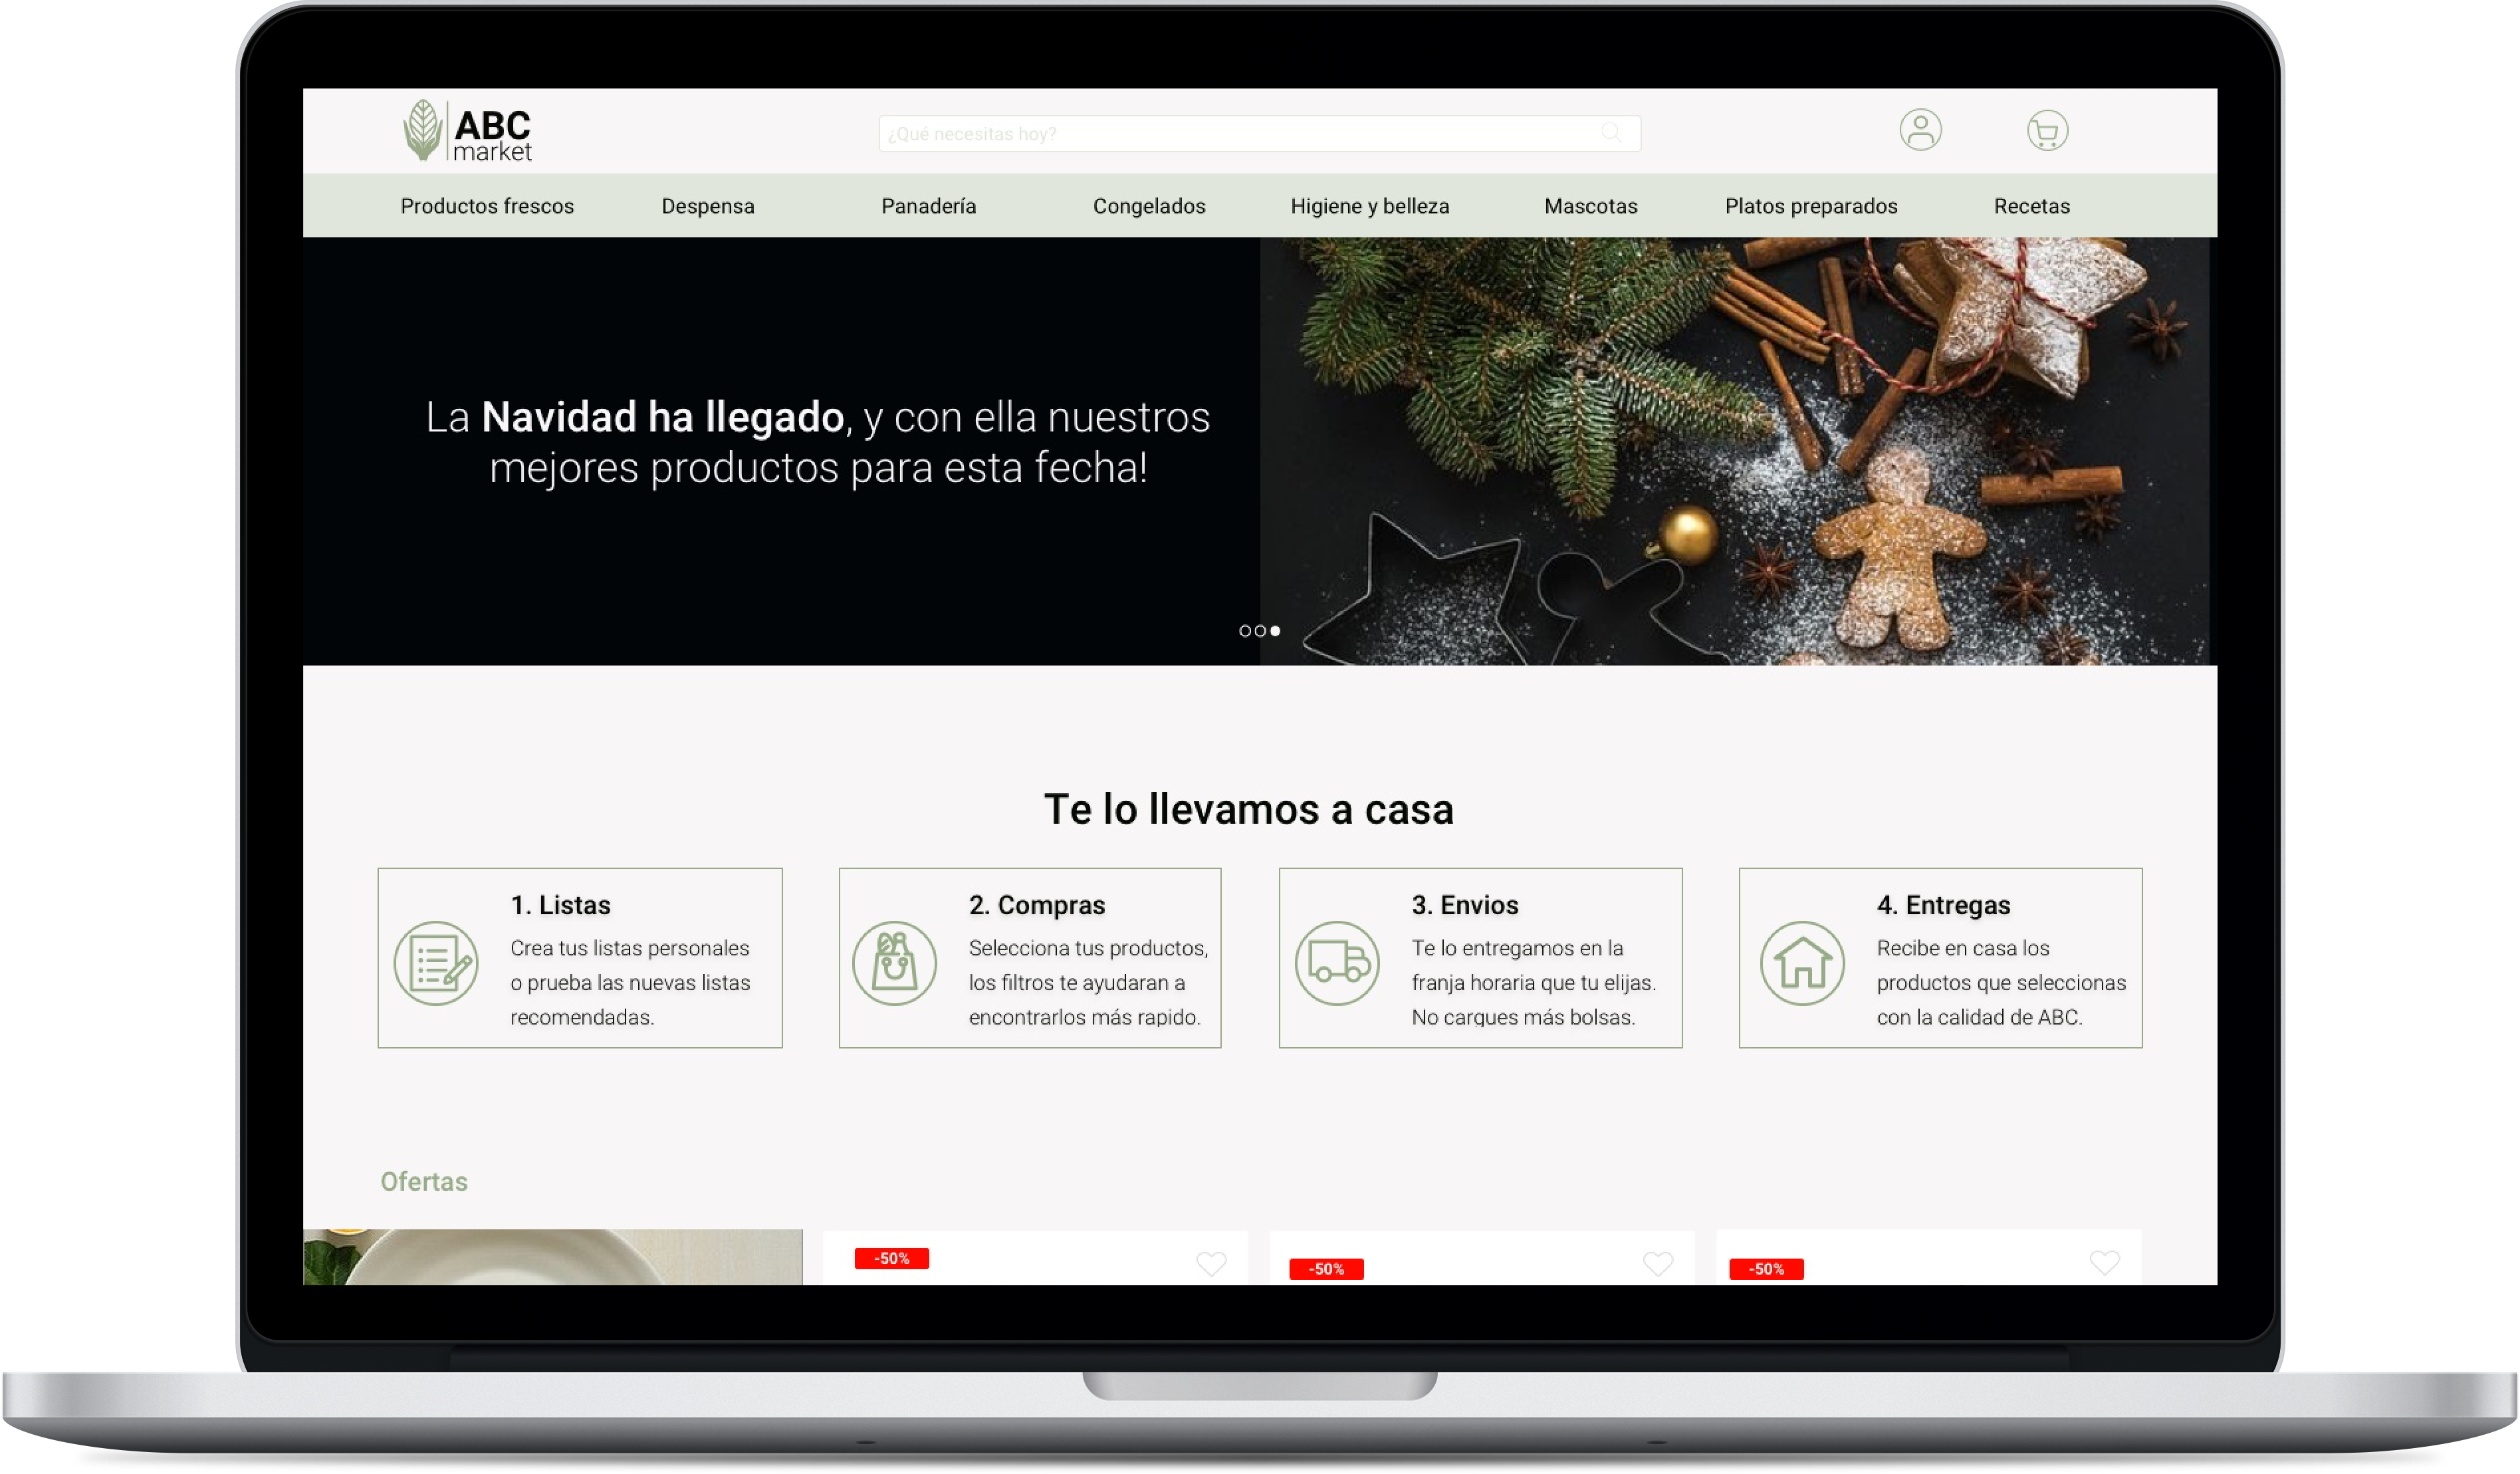 ABC
market
¿Qué necesitas hoy?
Productos frescos
Despensa
Panadería
Congelados
Higiene y belleza
Mascotas
Platos preparados
Recetas
La Navidad ha llegado, y con ella nuestros
mejores productos para esta fecha!
Te lo llevamos a casa
1. Listas
Crea tus listas personales
o prueba las nuevas listas
recomendadas.
2. Compras
Selecciona tus productos,
los filtros te ayudaran a
encontrarlos más rapido.
3. Envios
Te lo entregamos en la
franja horaria que tu elijas.
No cargues más bolsas.
4. Entregas
Recibe en casa los
productos que seleccionas
con la calidad de ABC.
Ofertas
-50%
-50%
-50%